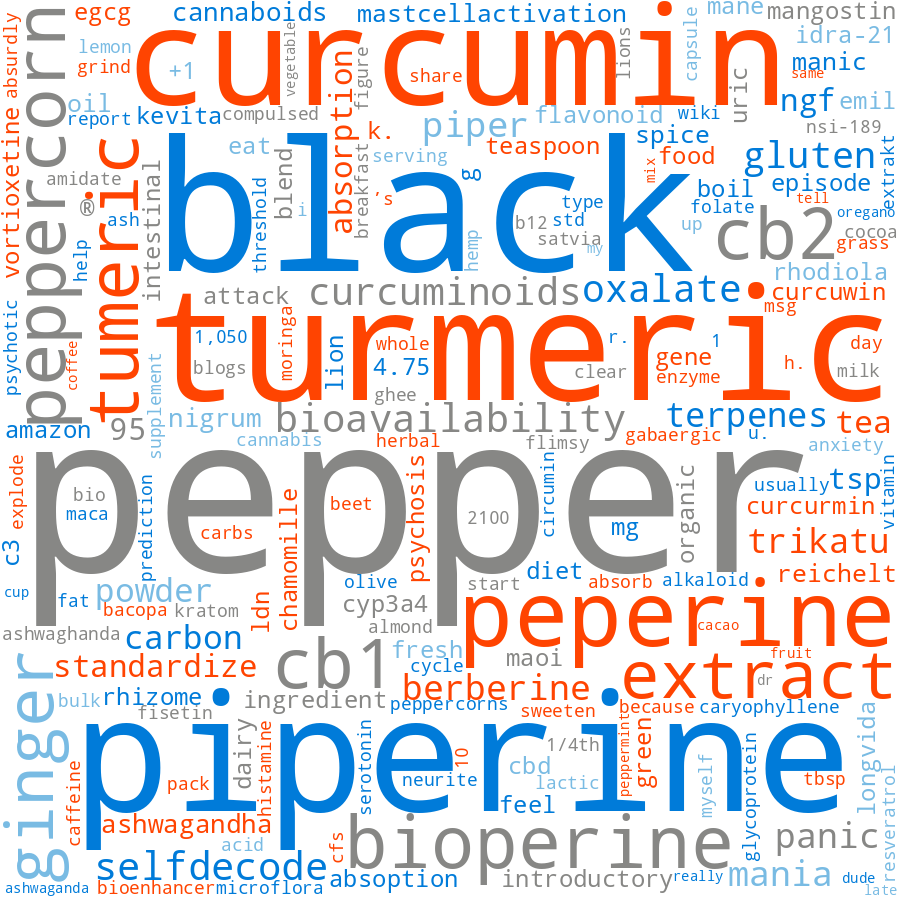 egcg
cannaboids
mastcellactivation
mane
mangostin
lemon
grind
+1
curcumin
idra-21
manic
same
oil
report
kevita
compulsed
vegetable
share
lions
capsule
absurdly
vortioxetine
peppercorn
absorption
figure
k.
piper
flavonoid
wiki
uric
ngf
emil
nsi-189
extrakt
teaspoon
spice
eat
serving
food
mix
gluten
amidate
®
ash
tumeric
intestinal
blend
threshold
i
breakfast
's
black
g
type
std
b12
satvia
my
boil
folate
up
episode
tell
oregano
cocoa
grass
help
hemp
cb2
rhodiola
attack
curcuminoids
oxalate
curcuwin
msg
psychotic
coffee
turmeric
1,050
blogs
moringa
lion
whole
4.75
ghee
clear
r.
1
gene
enzyme
h.
day
milk
amazon
95
supplement
nigrum
bioavailability
cannabis
herbal
flimsy
terpenes
gabaergic
u.
tea
anxiety
explode
bio
maca
prediction
pepper
carbs
chamomille
beet
psychosis
2100
circumin
mg
organic
usually
tsp
vitamin
curcurmin
c3
trikatu
cup
fat
powder
bacopa
kratom
ldn
olive
start
diet
absorb
alkaloid
reichelt
cyp3a4
almond
peperine
cacao
ashwaghanda
carbon
standardize
cb1
fresh
cycle
maoi
extract
fruit
dr
ginger
bulk
rhizome
fisetin
ingredient
berberine
peppercorns
sweeten
because
caryophyllene
piperine
caffeine
pack
dairy
histamine
serotonin
neurite
10
1/4th
cbd
lactic
feel
peppermint
green
myself
glycoprotein
tbsp
longvida
resveratrol
ashwagandha
acid
cfs
bioperine
panic
selfdecode
absoption
introductory
really
mania
dude
late
ashwaganda
bioenhancer
microflora